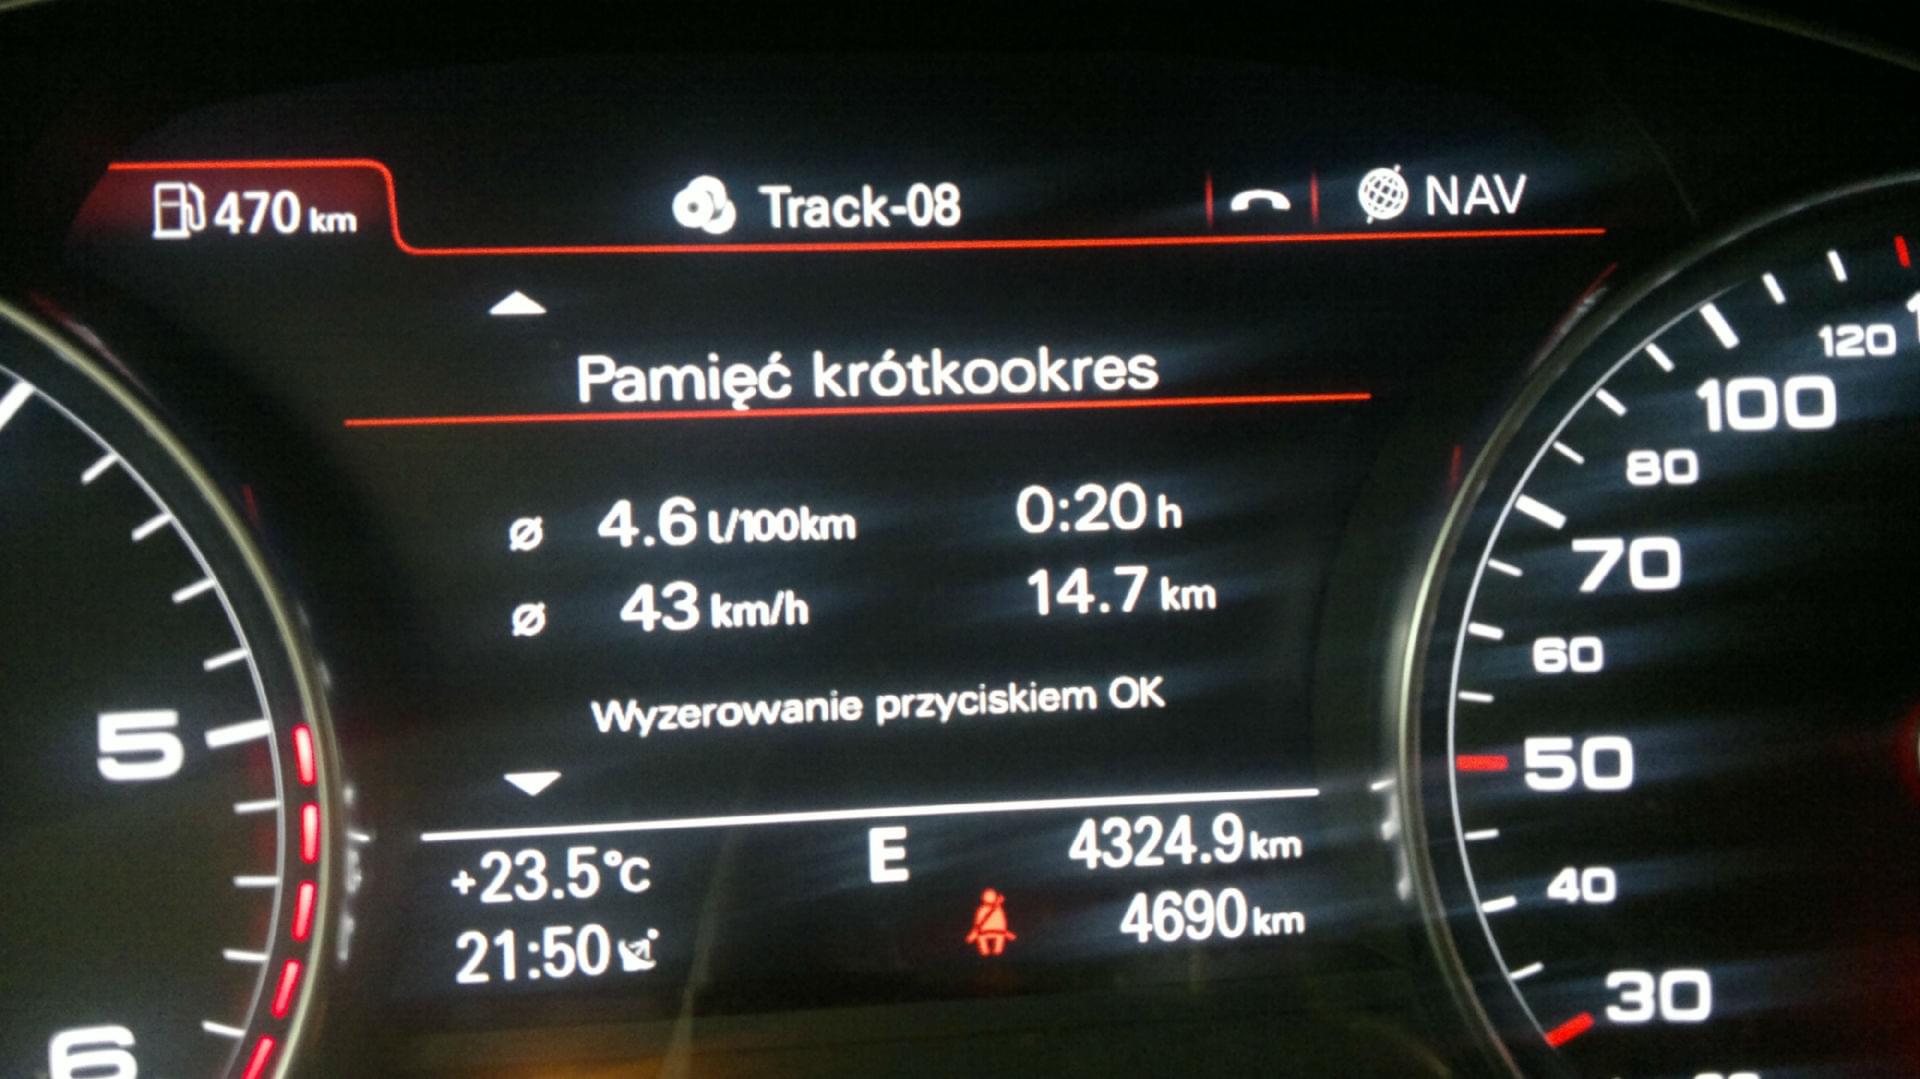 470 km
Track-08
NAV
Pamięć krótkookres
ø 4.6 l/100km 0:20 h
ø 43 km/h 14.7 km
Wyzerowanie przyciskiem OK
+23.5°C E 4324.9 km
21:50 4690 km
5
6
120
100
80
70
60
50
40
30